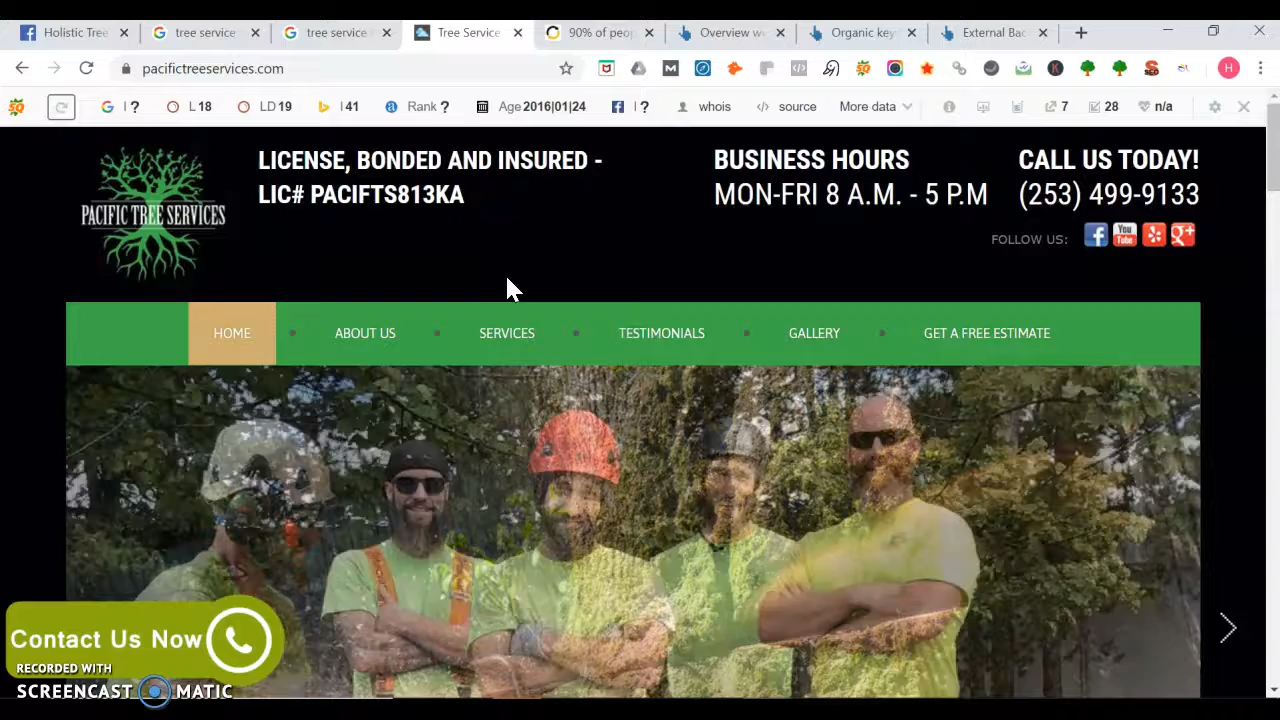 Holistic Tree
tree service
tree service
Tree Service
90% of peop
Overview w
Organic key
External Bac
pacifictreeservices.com
H
I ?
L 18
LD 19
I 41
Rank ?
Age 2016|01|24
I ?
whois
source
More data
7
28
n/a
LICENSE, BONDED AND INSURED -
LIC# PACIFTS813KA
BUSINESS HOURS
MON-FRI 8 A.M. - 5 P.M
CALL US TODAY!
(253) 499-9133
PACIFIC TREE SERVICES
FOLLOW US:
You Tube
HOME
ABOUT US
SERVICES
TESTIMONIALS
GALLERY
GET A FREE ESTIMATE
Contact Us Now
RECORDED WITH
SCREENCAST MATIC